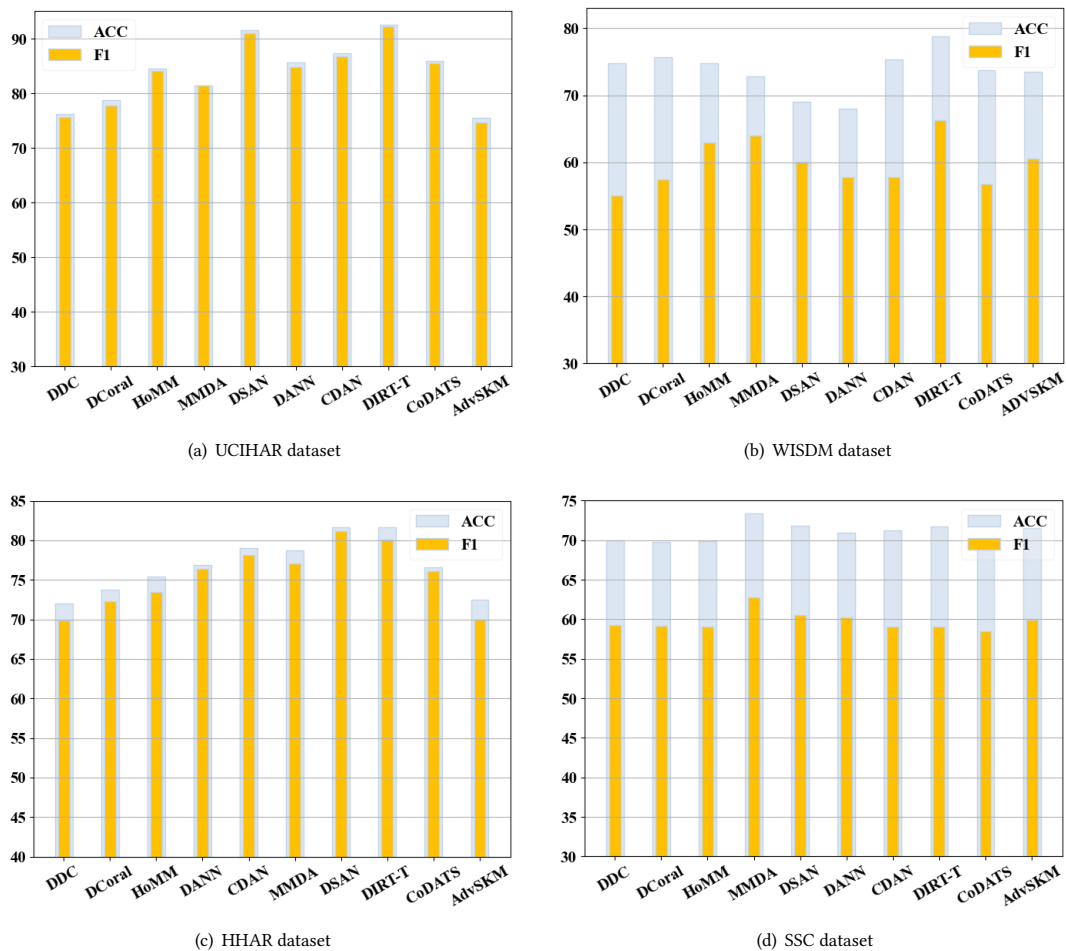 ACC
F1
90
80
70
60
50
40
30
DDC
DCoral
HoMM
MMDA
DSAN
DANN
CDAN
DIRT-T
CoDATS
AdvSKM
(a) UCIHAR dataset
ACC
F1
80
70
60
50
40
30
DDC
DCoral
HoMM
MMDA
DSAN
DANN
CDAN
DIRT-T
CoDATS
ADVSKM
(b) WISDM dataset
ACC
F1
85
80
75
70
65
60
55
50
45
40
DDC
DCoral
HoMM
DANN
CDAN
MMDA
DSAN
DIRT-T
CoDATS
AdvSKM
(c) HHAR dataset
ACC
F1
75
70
65
60
55
50
45
40
35
30
DDC
DCoral
HoMM
MMDA
DSAN
DANN
CDAN
DIRT-T
CoDATS
AdvSKM
(d) SSC dataset